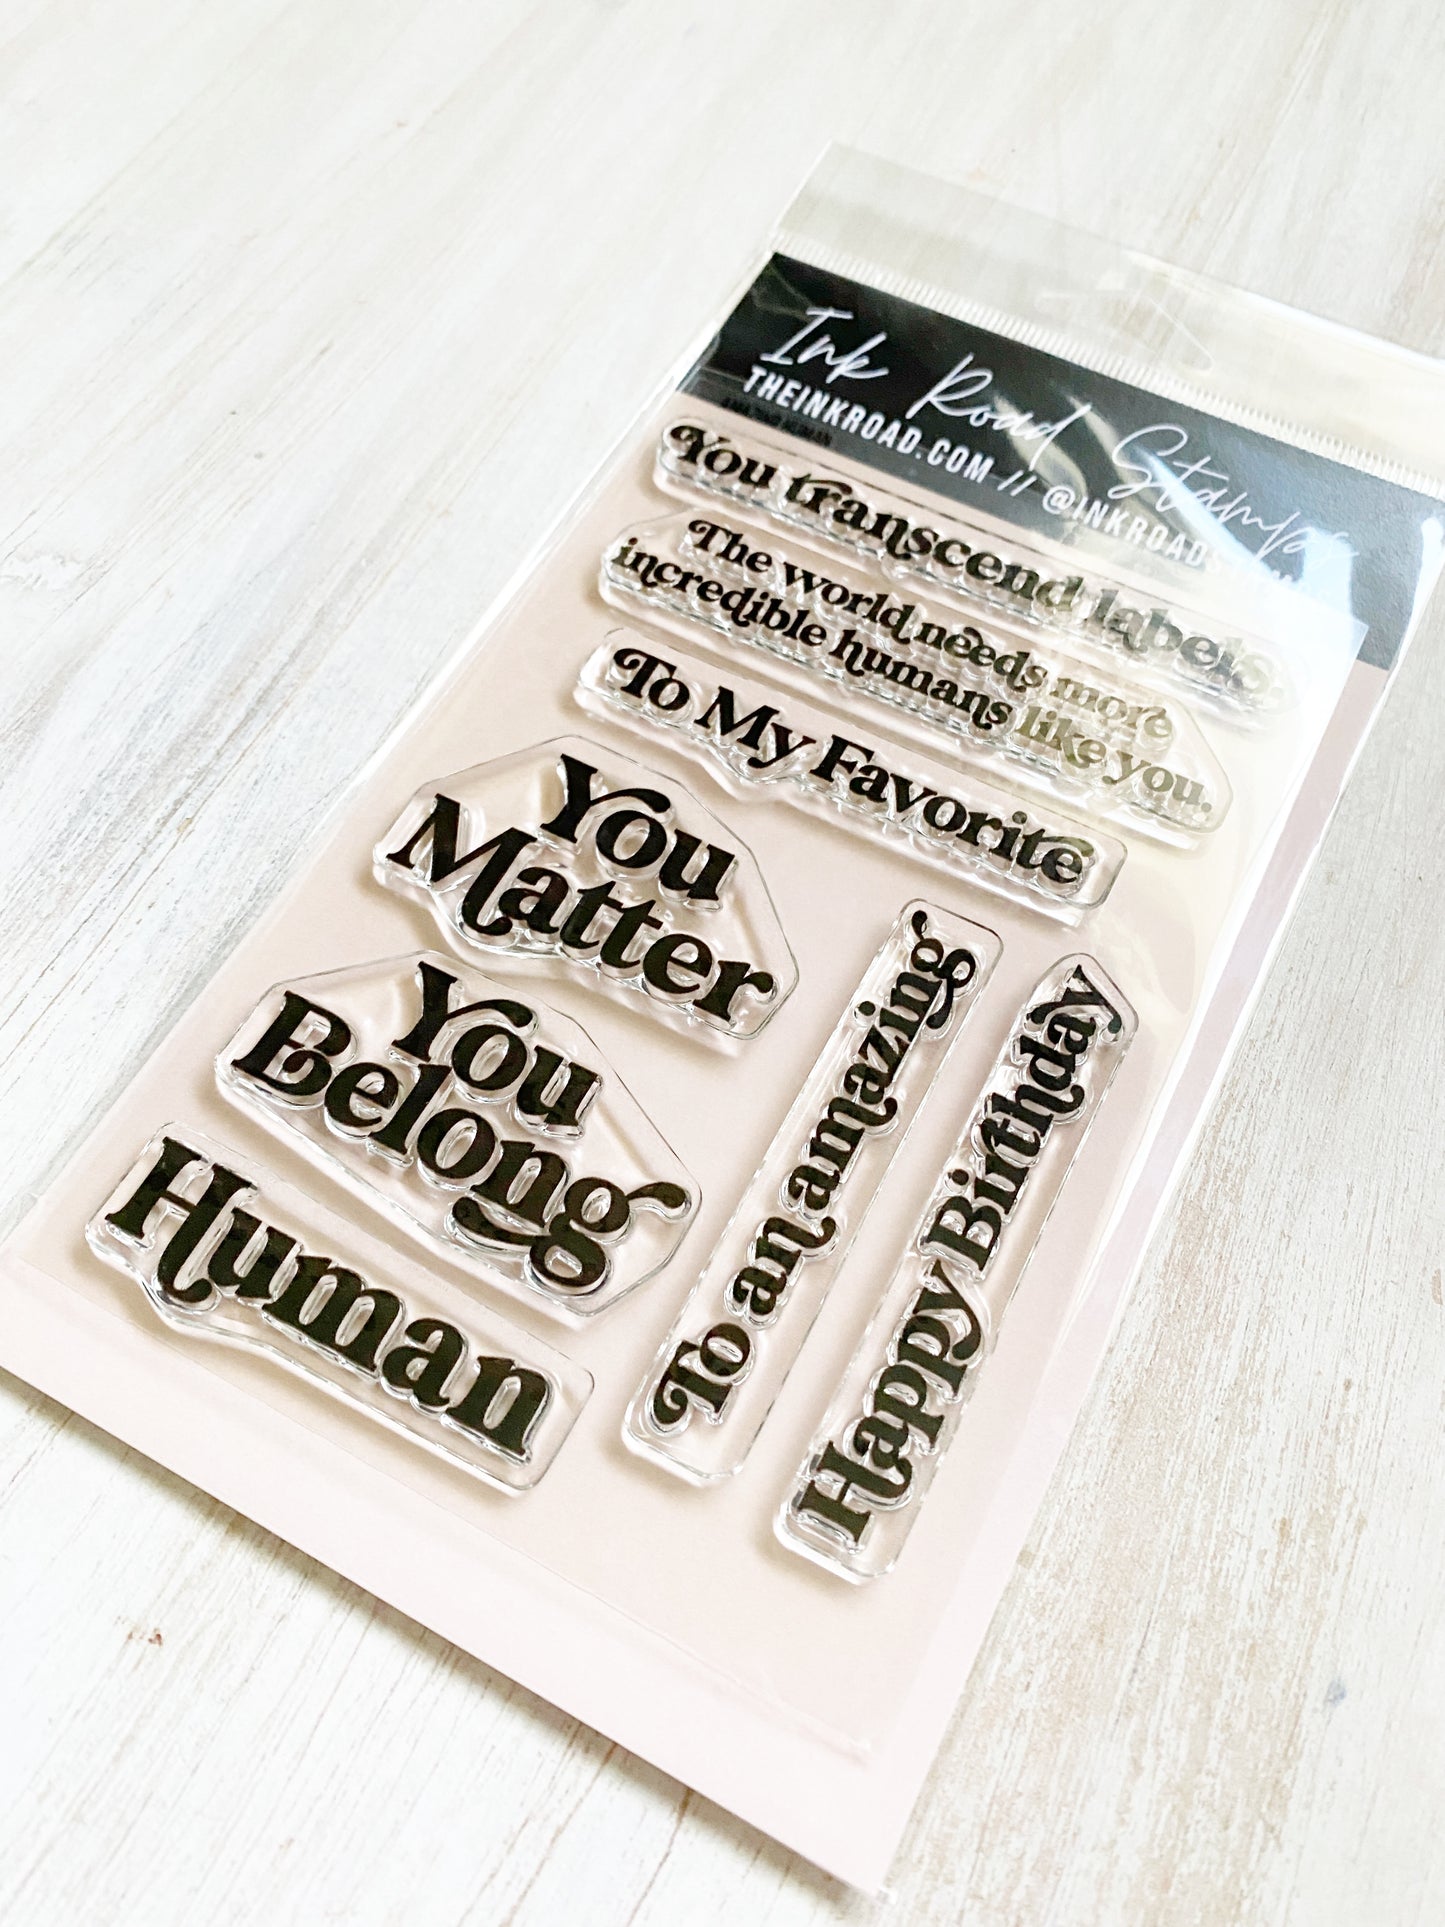 Ink Road Stamps
THEINKROAD.COM // @INKROADS
You transcend labels.
The world needs more
incredible humans like you.
To My Favorite
You
Matter
You
Belong
Human
To an amazing
Happy Birthday